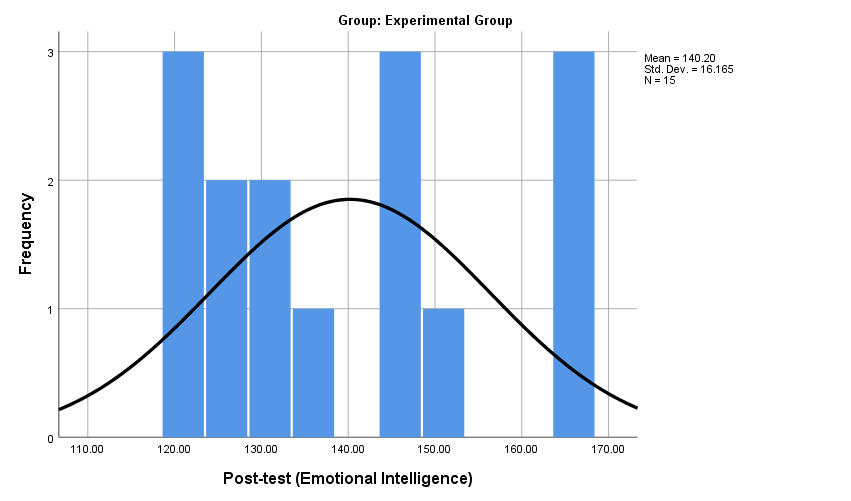 Group: Experimental Group
Mean = 140.20
Std. Dev. = 16.165
N = 15
Frequency
3
2
1
0
110.00 120.00 130.00 140.00 150.00 160.00 170.00
Post-test (Emotional Intelligence)